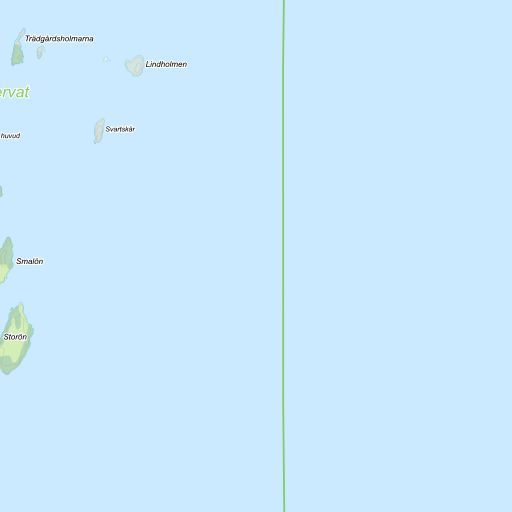 Trädgårdsholmarna
Lindholmen
ervat
Svartskär
huvud
Smalön
Storön